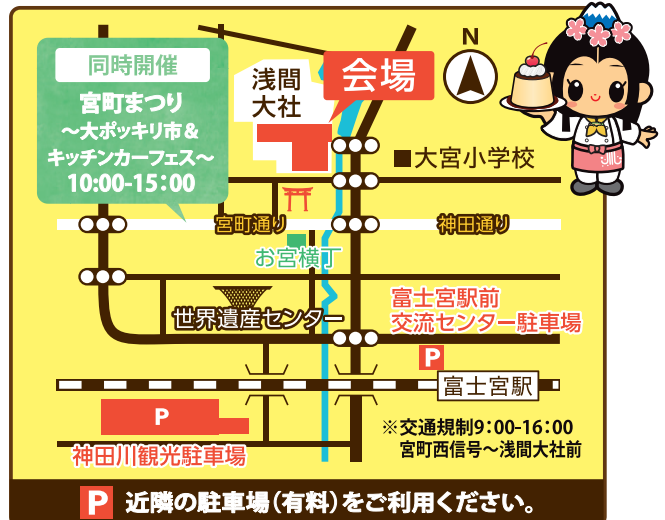 同時開催
宮町まつり
～大ポッキリ市＆
キッチンカーフェス～
10:00-15:00
浅間
大社
会場
N
大宮小学校
宮町通り
神田通り
お宮横丁
世界遺産センター
富士宮駅前
交流センター駐車場
P
富士宮駅
P
神田川観光駐車場
※交通規制9:00-16:00
宮町西信号～浅間大社前
P 近隣の駐車場（有料）をご利用ください。